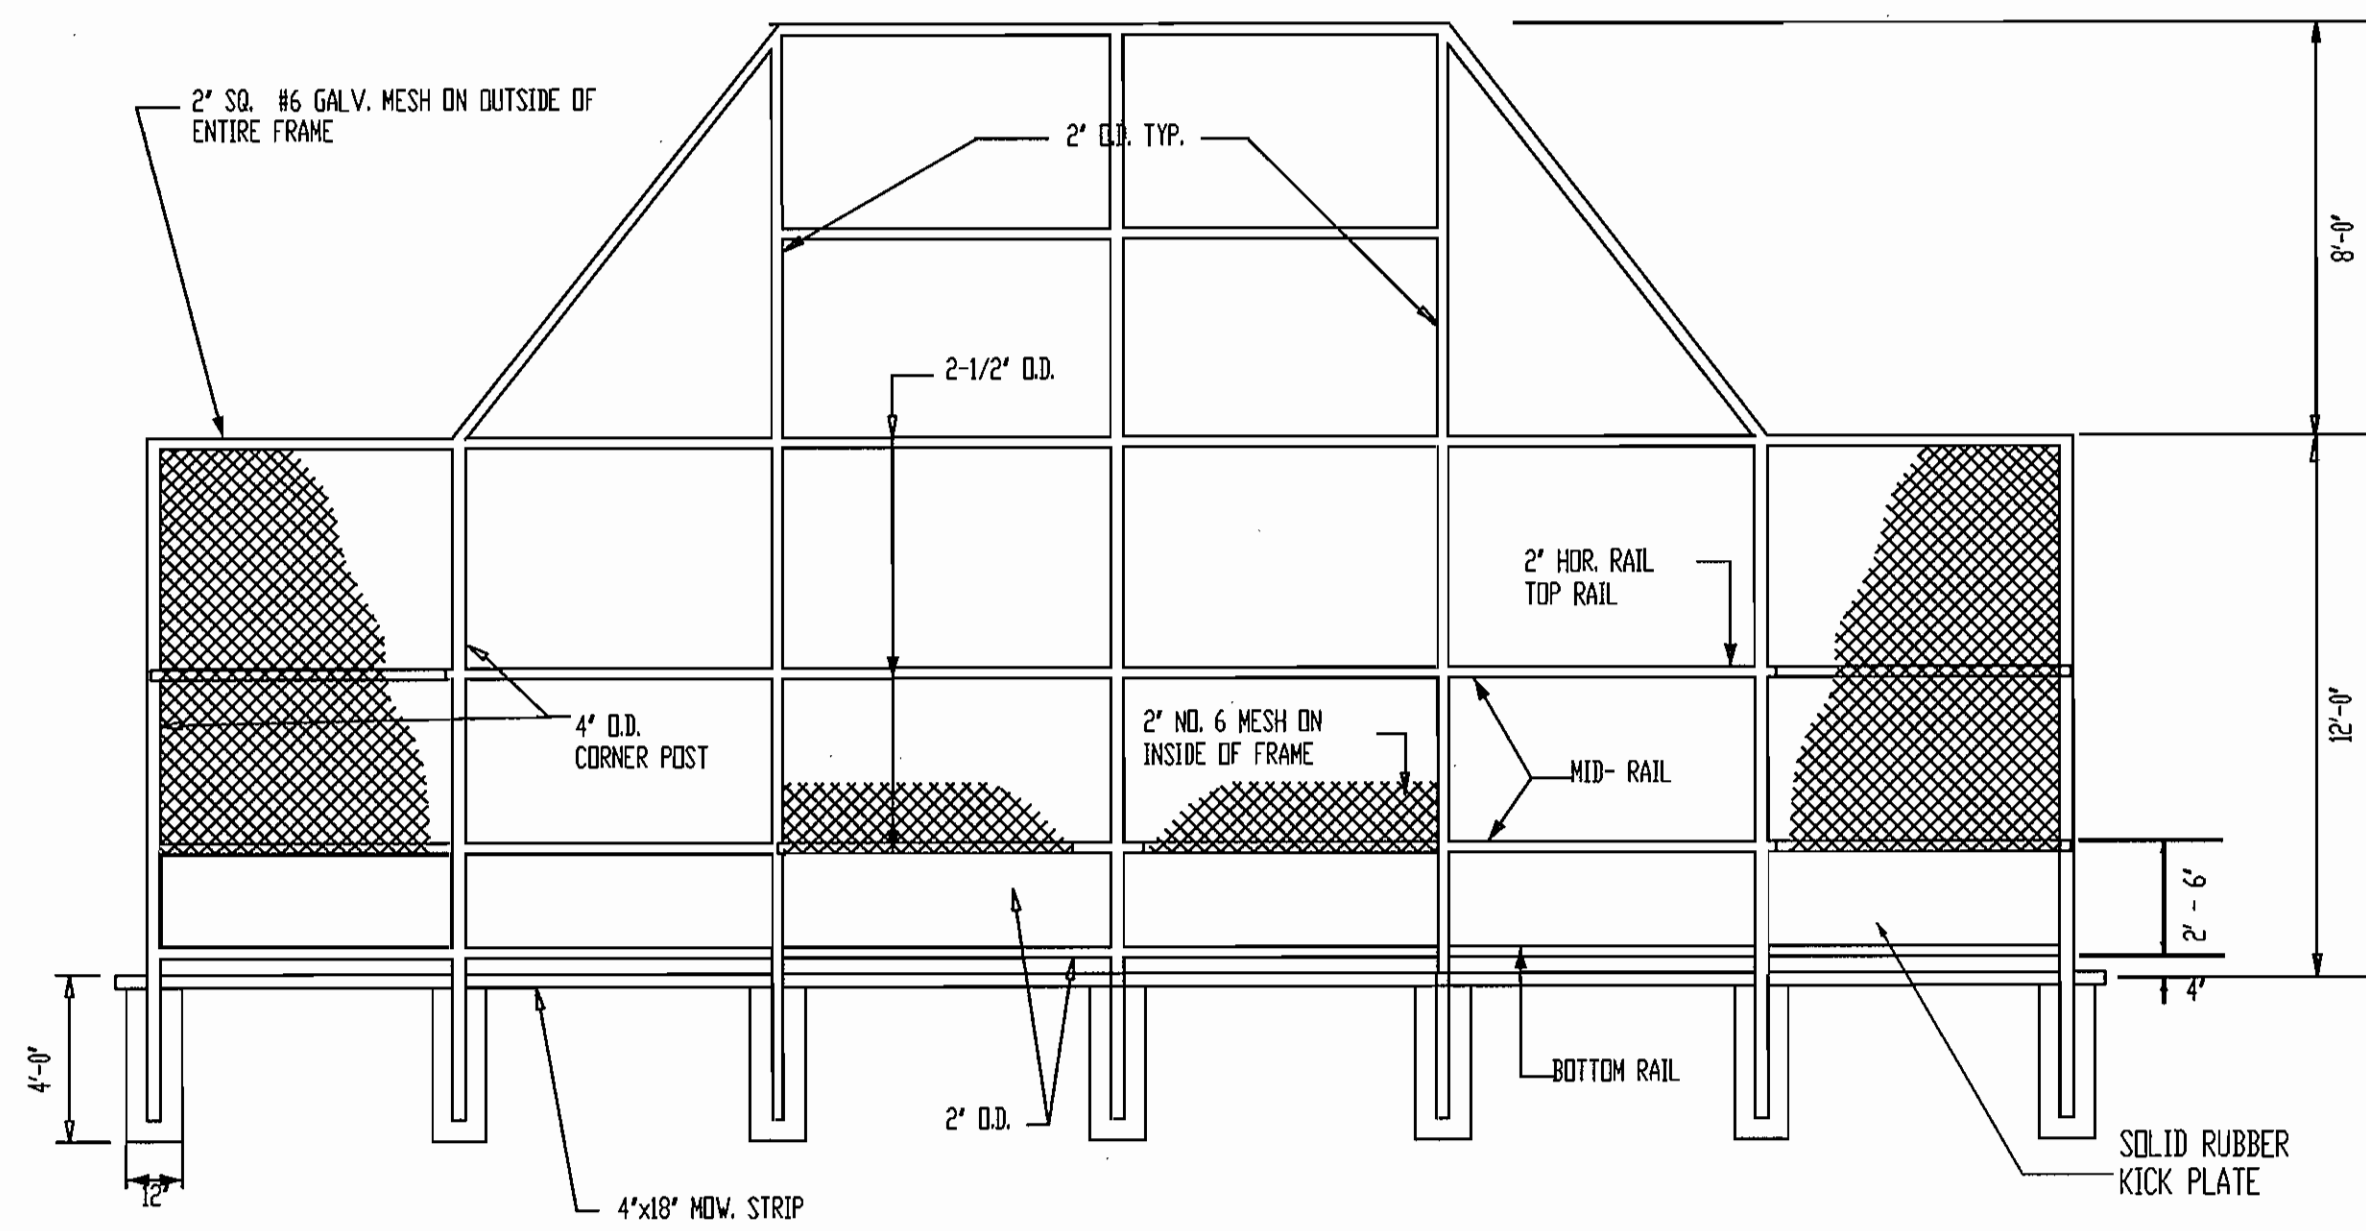 2" SQ. #6 GALV. MESH ON OUTSIDE OF
ENTIRE FRAME
2" O.D. TYP.
8'-0"
2-1/2" O.D.
2" HOR. RAIL
TOP RAIL
4" O.D.
CORNER POST
2" NO. 6 MESH ON
INSIDE OF FRAME
MID- RAIL
12'-0"
2' - 6"
4"
4'-0"
BOTTOM RAIL
2" O.D.
SOLID RUBBER
KICK PLATE
12"
4"x18" MOW. STRIP